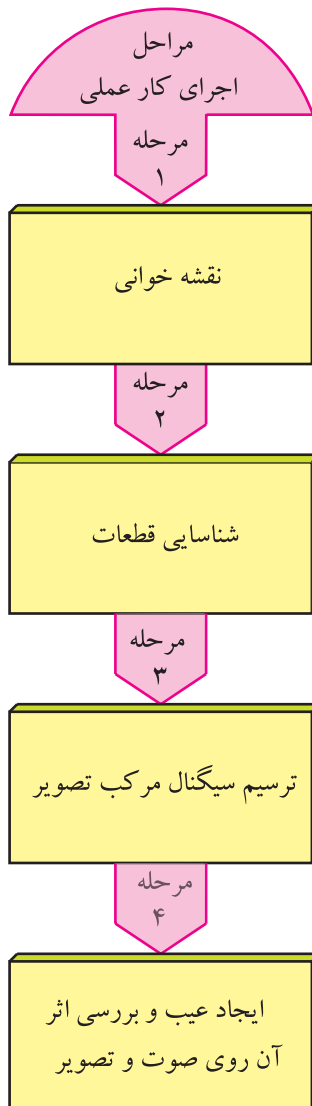 مراحل
اجرای کار عملی
مرحله
۱
نقشه خوانی
مرحله
۲
شناسایی قطعات
مرحله
۳
ترسیم سیگنال مرکب تصویر
مرحله
۴
ایجاد عیب و بررسی اثر
آن روی صوت و تصویر